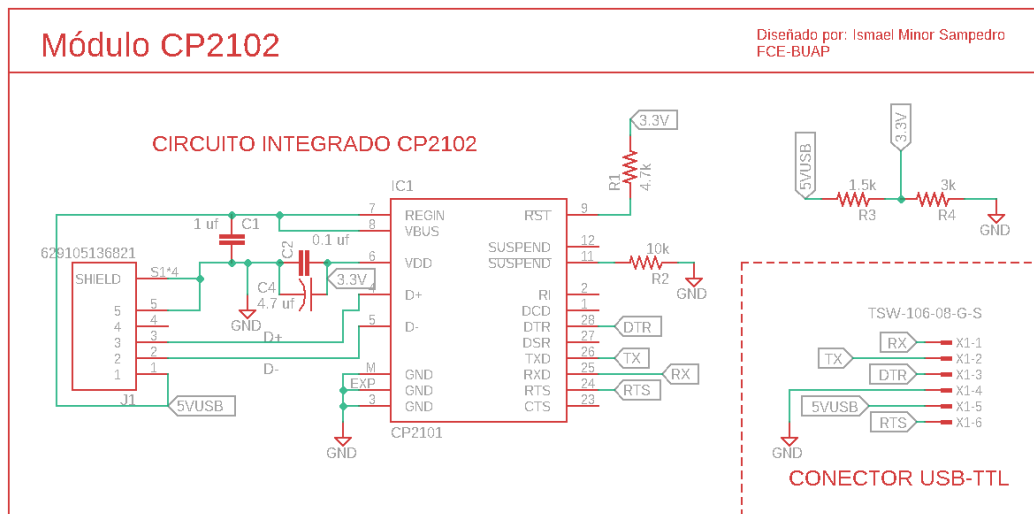 Módulo CP2102
Diseñado por: Ismael Minor Sampedro
FCE-BUAP
CIRCUITO INTEGRADO CP2102
3.3V
R1
4.7k
5VUSB
3.3V
1.5k
R3
3k
R4
GND
IC1
7
REGIN
8
VBUS
6
VDD
4
D+
5
D-
M
GND
EXP
GND
3
GND
CP2101
RST
9
SUSPEND
12
SUSPEND
11
RI
2
DCD
1
DTR
28
DSR
27
TXD
26
RXD
25
RTS
24
CTS
23
10k
R2
GND
DTR
TX
RX
RTS
1 uf
C1
C2
0.1 uf
C4
4.7 uf
3.3V
GND
629105136821
SHIELD
S1*4
5
5
4
4
3
3
2
2
1
1
J1
D+
D-
5VUSB
GND
TSW-106-08-G-S
RX
X1-1
TX
X1-2
DTR
X1-3
X1-4
5VUSB
X1-5
RTS
X1-6
GND
CONECTOR USB-TTL